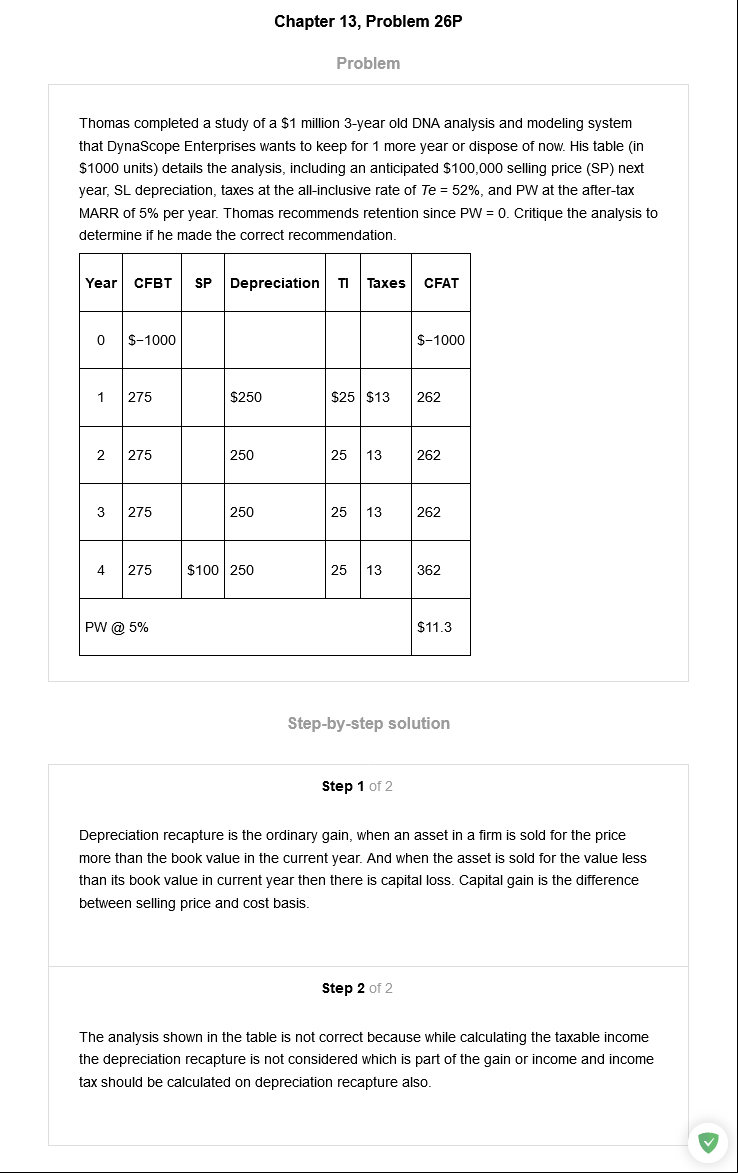 Chapter 13, Problem 26P
Problem
Thomas completed a study of a $1 million 3-year old DNA analysis and modeling system
that DynaScope Enterprises wants to keep for 1 more year or dispose of now. His table (in
$1000 units) details the analysis, including an anticipated $100,000 selling price (SP) next
year, SL depreciation, taxes at the all-inclusive rate of Te = 52%, and PW at the after-tax
MARR of 5% per year. Thomas recommends retention since PW = 0. Critique the analysis to
determine if he made the correct recommendation.
Year CFBT SP Depreciation TI Taxes CFAT
0 $−1000 $−1000
1 275 $250 $25 $13 262
2 275 250 25 13 262
3 275 250 25 13 262
4 275 $100 250 25 13 362
PW @ 5% $11.3
Step-by-step solution
Step 1 of 2
Depreciation recapture is the ordinary gain, when an asset in a firm is sold for the price
more than the book value in the current year. And when the asset is sold for the value less
than its book value in current year then there is capital loss. Capital gain is the difference
between selling price and cost basis.
Step 2 of 2
The analysis shown in the table is not correct because while calculating the taxable income
the depreciation recapture is not considered which is part of the gain or income and income
tax should be calculated on depreciation recapture also.